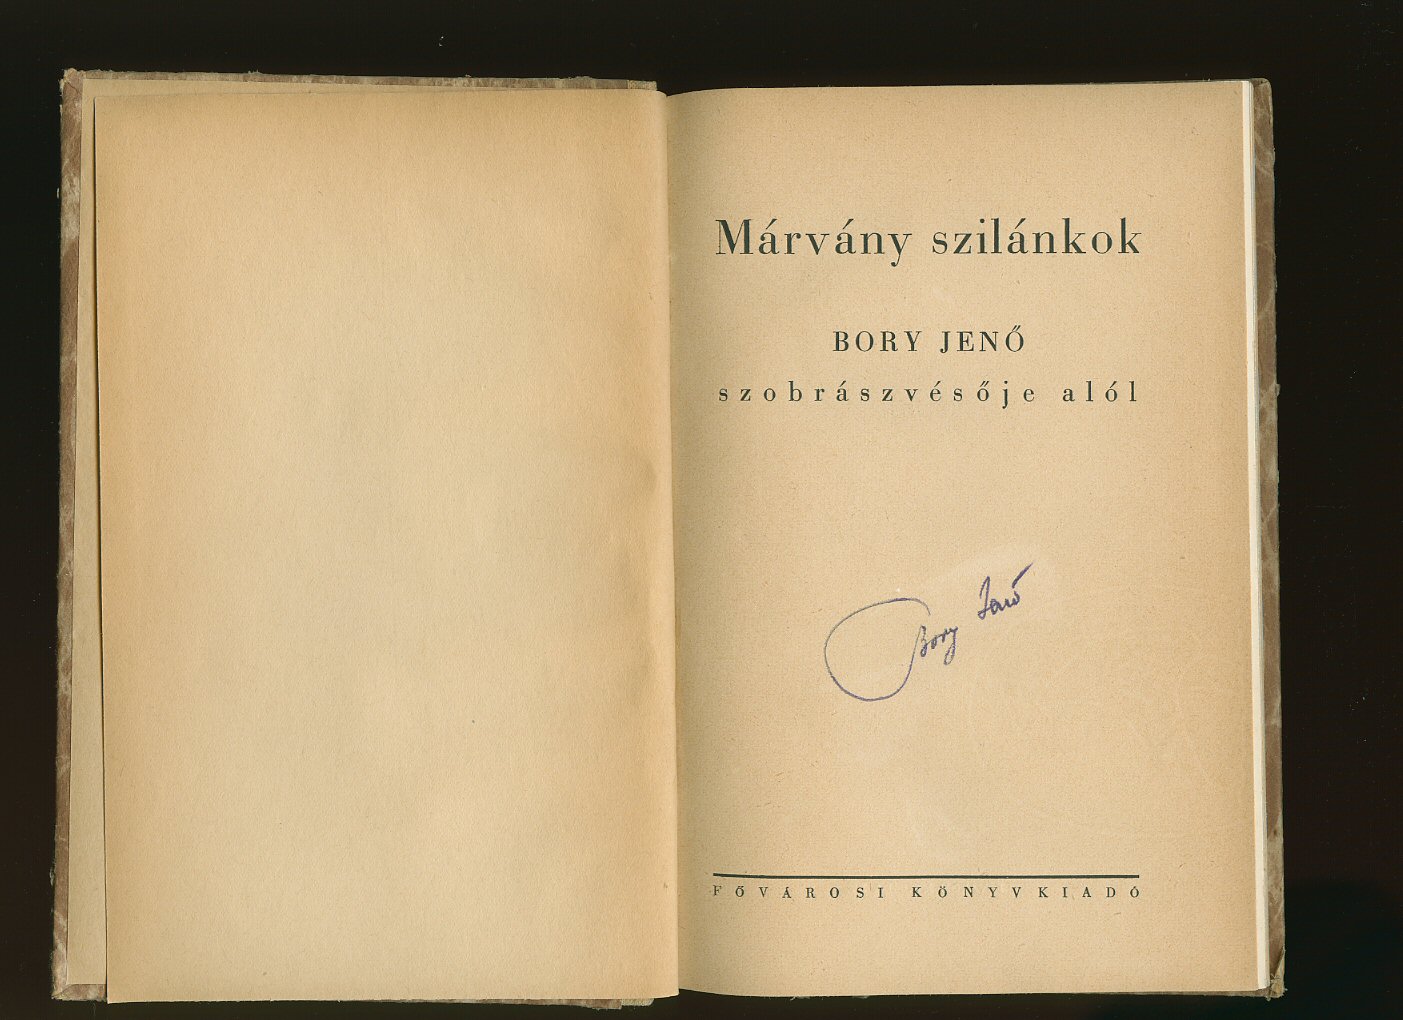 Márvány szilánkok
BORY JENŐ
szobrászvésője alól
Bory Jenő
FŐVÁROSI KÖNYVKIADÓ